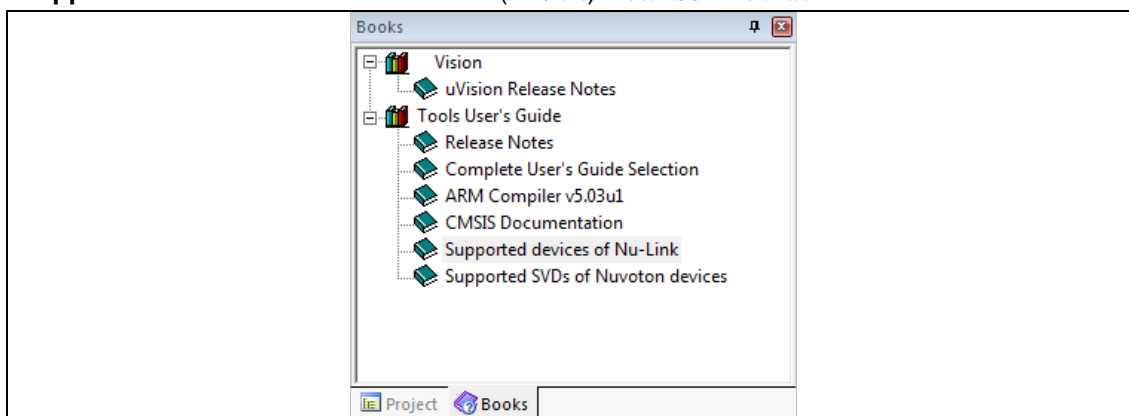 Books
Vision
uVision Release Notes
Tools User's Guide
Release Notes
Complete User's Guide Selection
ARM Compiler v5.03u1
CMSIS Documentation
Supported devices of Nu-Link
Supported SVDs of Nuvoton devices
Project Books